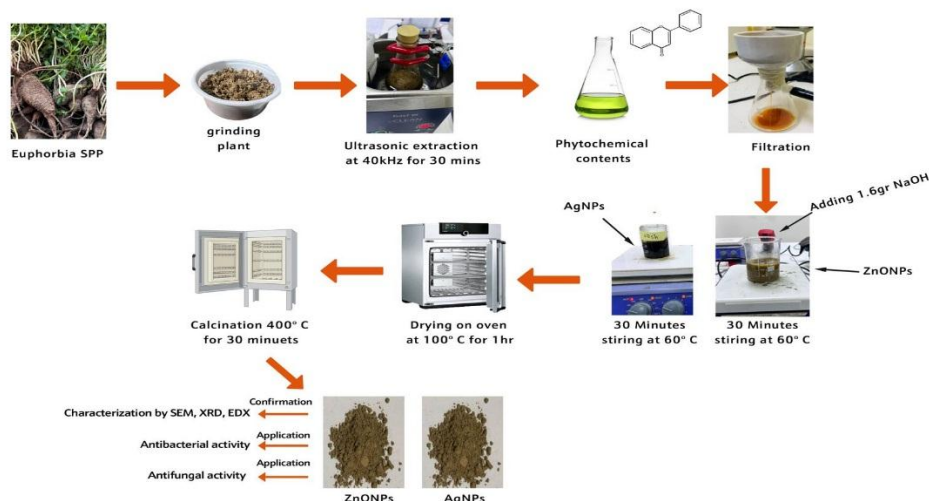 Euphorbia SPP
grinding
plant
Ultrasonic extraction
at 40kHz for 30 mins
Phytochemical
contents
Filtration
Adding 1.6gr NaOH
AgNPs
ZnONPs
Calcination 400° C
for 30 minuets
Drying on oven
at 100° C for 1hr
30 Minutes
stiring at 60° C
30 Minutes
stiring at 60° C
Confirmation
Characterization by SEM, XRD, EDX
Application
Antibacterial activity
Application
Antifungal activity
ZnONPs
AgNPs